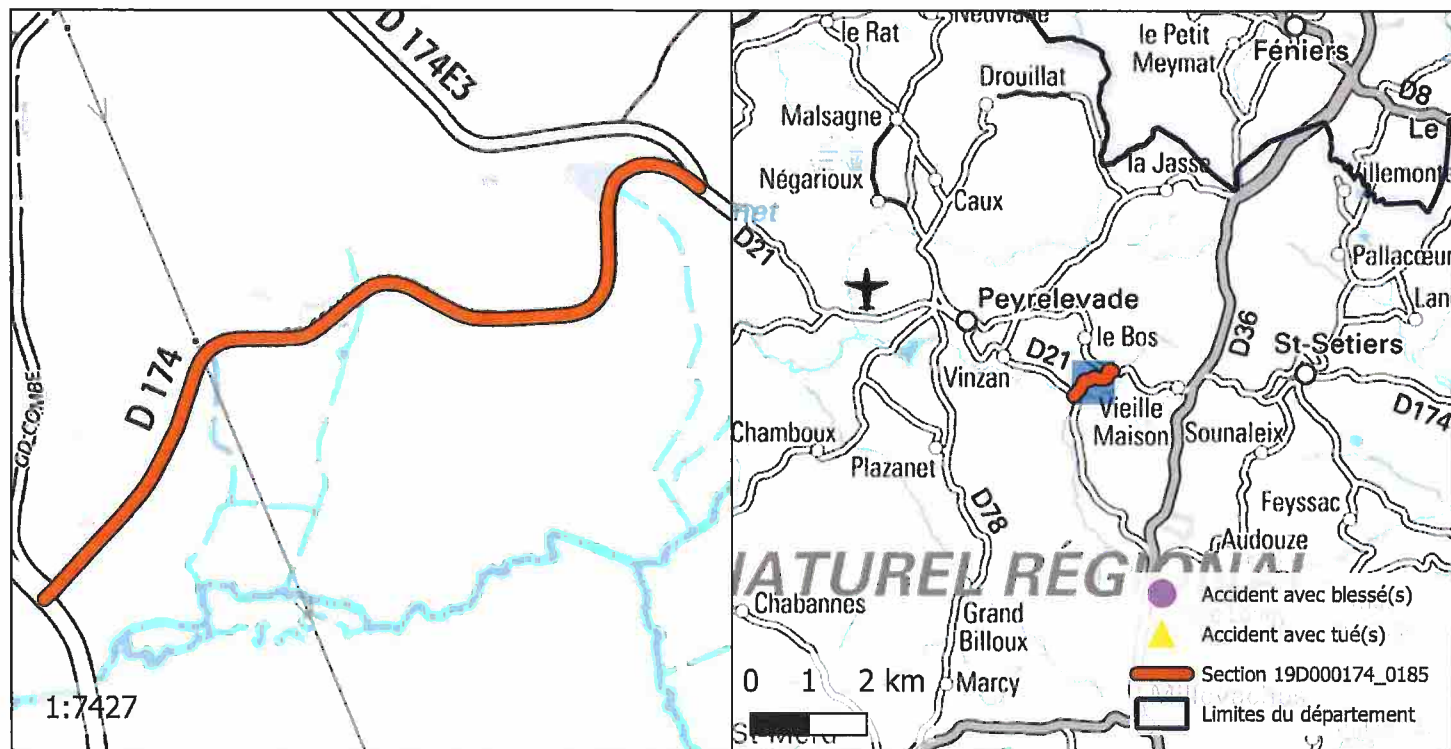 D 174E3
D 174
GD COMBE
1:7427
le Rat
le Petit
Meymat
Féniers
Drouillat
D8
Le
Malsagne
la Jasse
Villemonte
Négarioux
Caux
D21
Pallacœur
Lan
Peyrelevade
le Bos
D36
St-Setiers
D21
Vinzan
Vieille
Maison
Sounaleix
D174
Chamboux
Plazanet
Feyssac
D78
Audouze
NATUREL RÉGIONAL
Chabannes
Grand
Billoux
Marcy
0 1 2 km
Accident avec blessé(s)
Accident avec tué(s)
Section 19D000174_0185
Limites du département